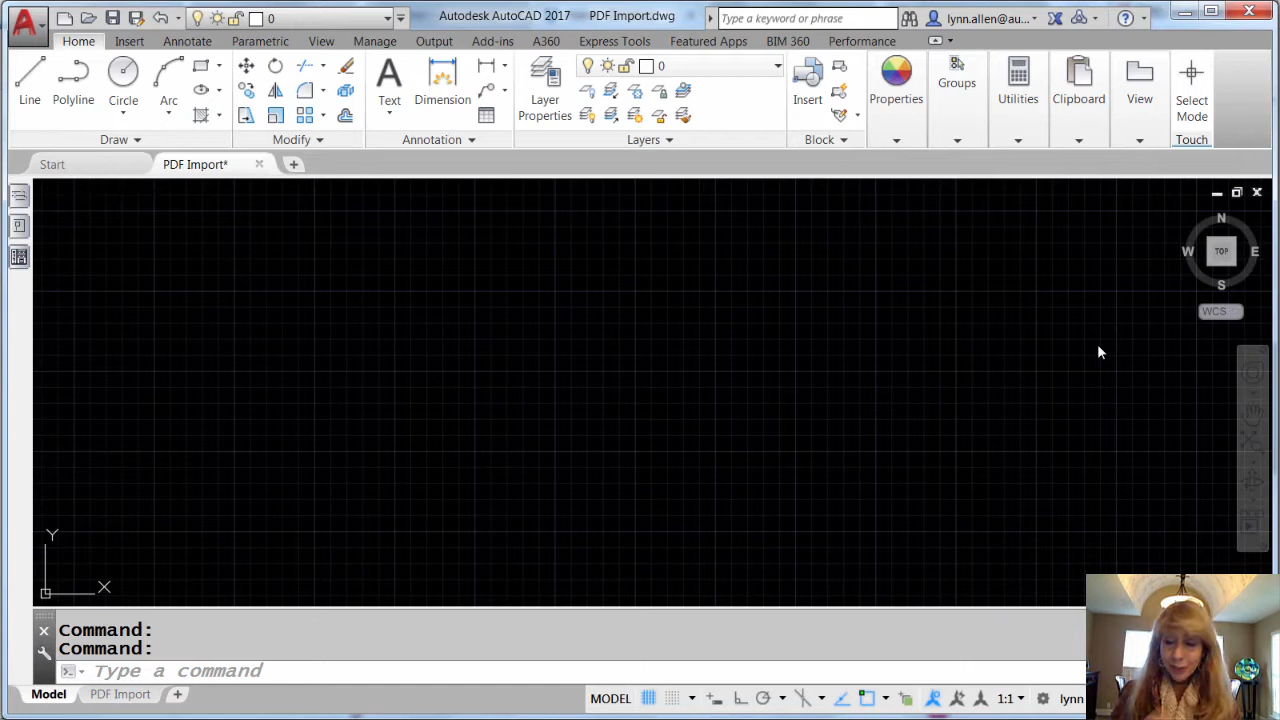 0
Autodesk AutoCAD 2017 PDF Import.dwg
Type a keyword or phrase
lynn.allen@au...
Home Insert Annotate Parametric View Manage Output Add-ins A360 Express Tools Featured Apps BIM 360 Performance
0
Line Polyline Circle Arc
Text Dimension
Layer Properties
Insert
Properties Groups Utilities Clipboard View
Select Mode
Draw Modify Annotation Layers Block Touch
Start PDF Import*
N
W TOP E
S
WCS
Y
X
Command:
Command:
Type a command
Model PDF Import
MODEL 1:1 lynn